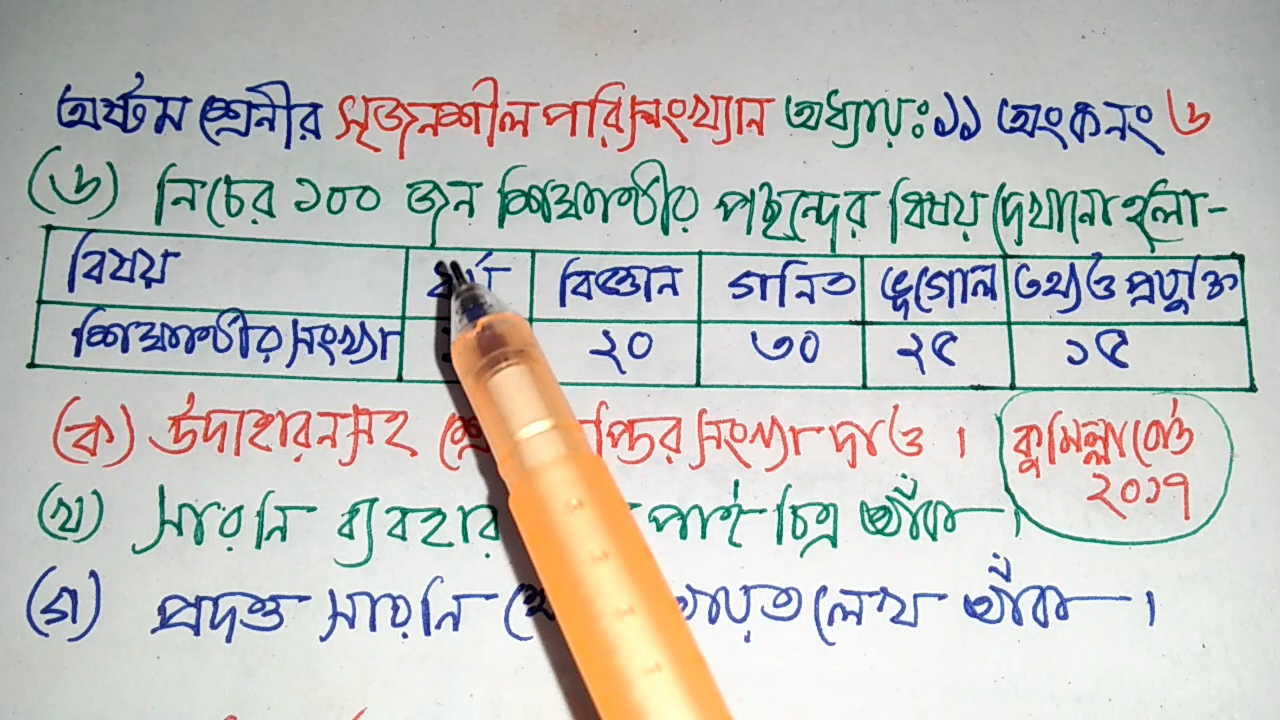 অষ্টম শ্রেনীর সৃজনশীল পরিসংখ্যান অধ্যায়ঃ ১১ অংক নং ৬
(৬) নিচের ১০০ জন শিক্ষার্থীর পছন্দের বিষয় দেখানো হলো-
বিষয় বিজ্ঞান গনিত ভূগোল তথ্য ও প্রযুক্তি
শিক্ষার্থীর সংখ্যা ২০ ৩০ ২৫ ১৫
(ক) উদাহারনসহ সংখ্যা দাও ।
কুমিল্লা বোর্ড
২০১৭
(খ) সারনি ব্যবহার পাই চিত্র আঁক ।
(গ) প্রদত্ত সারনি লেখ আঁক ।